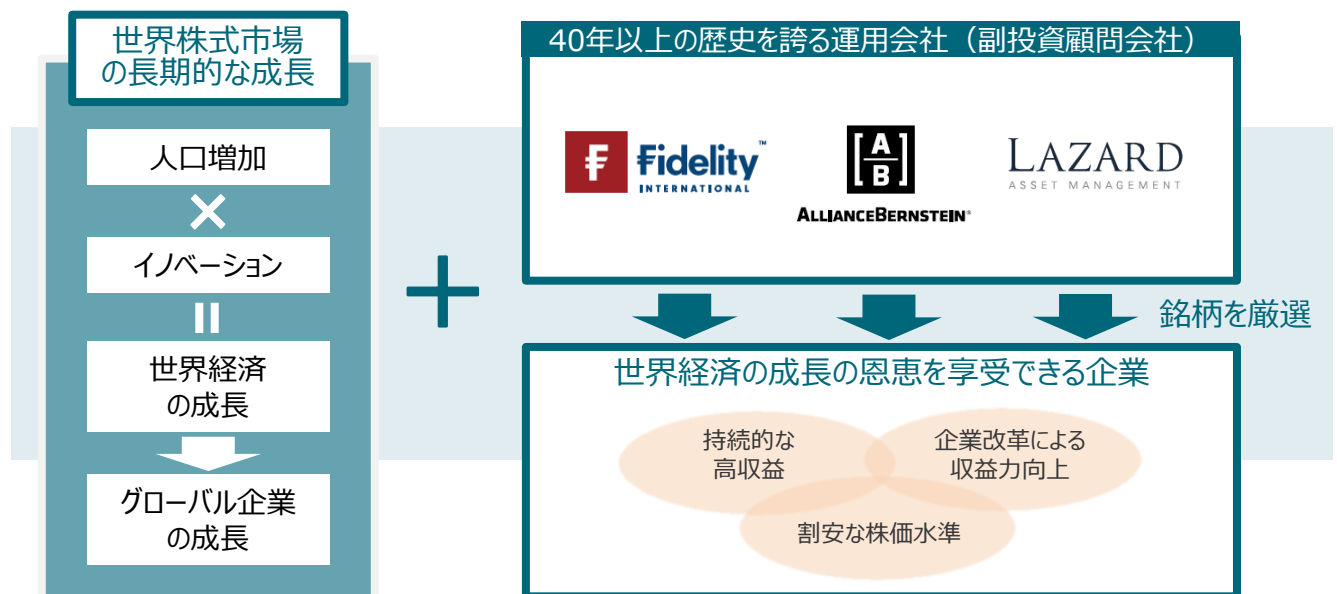 世界株式市場
の長期的な成長
人口増加
×
イノベーション
=
世界経済
の成長
グローバル企業
の成長
+
40年以上の歴史を誇る運用会社（副投資顧問会社）
Fidelity™
INTERNATIONAL
[A/B]
ALLIANCEBERNSTEIN®
LAZARD
ASSET MANAGEMENT
銘柄を厳選
世界経済の成長の恩恵を享受できる企業
持続的な
高収益
企業改革による
収益力向上
割安な株価水準